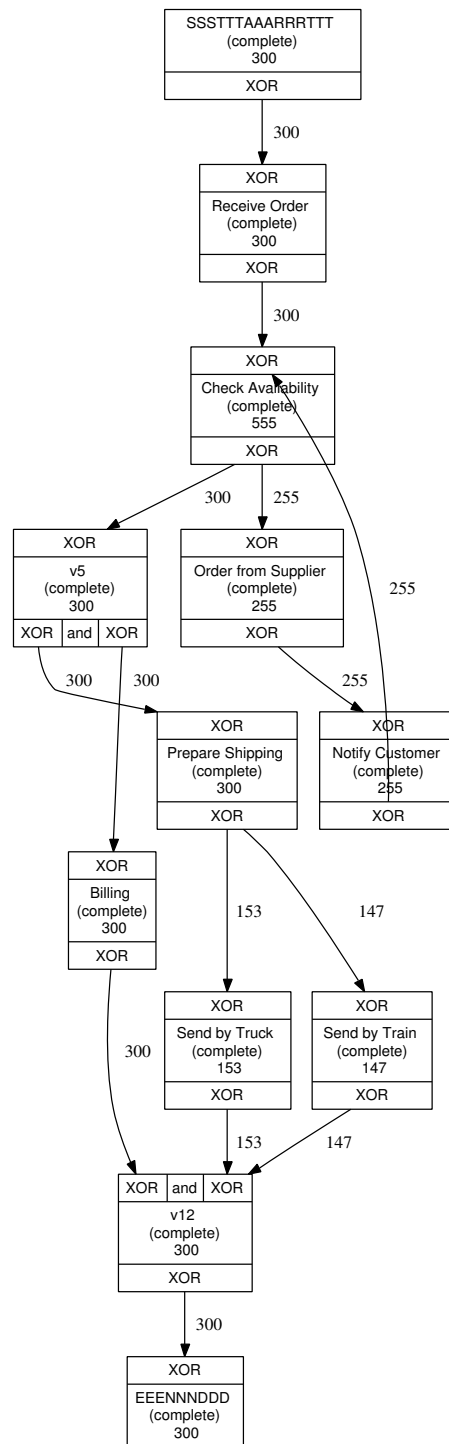 SSSTTTAAARRRTTT
(complete)
300
XOR
300
XOR
Receive Order
(complete)
300
XOR
300
XOR
Check Availability
(complete)
555
XOR
300
255
XOR
v5
(complete)
300
XOR and XOR
XOR
Order from Supplier
(complete)
255
XOR
255
300
300
255
XOR
Prepare Shipping
(complete)
300
XOR
XOR
Notify Customer
(complete)
255
XOR
XOR
Billing
(complete)
300
XOR
153
147
XOR
Send by Truck
(complete)
153
XOR
XOR
Send by Train
(complete)
147
XOR
300
153
147
XOR and XOR
v12
(complete)
300
XOR
300
XOR
EEENNNDDD
(complete)
300